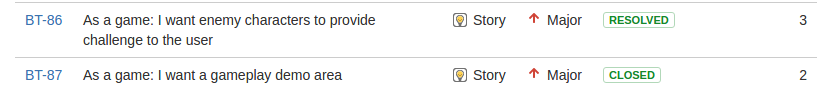 BT-86 As a game: I want enemy characters to provide Story Major RESOLVED 3
challenge to the user
BT-87 As a game: I want a gameplay demo area Story Major CLOSED 2